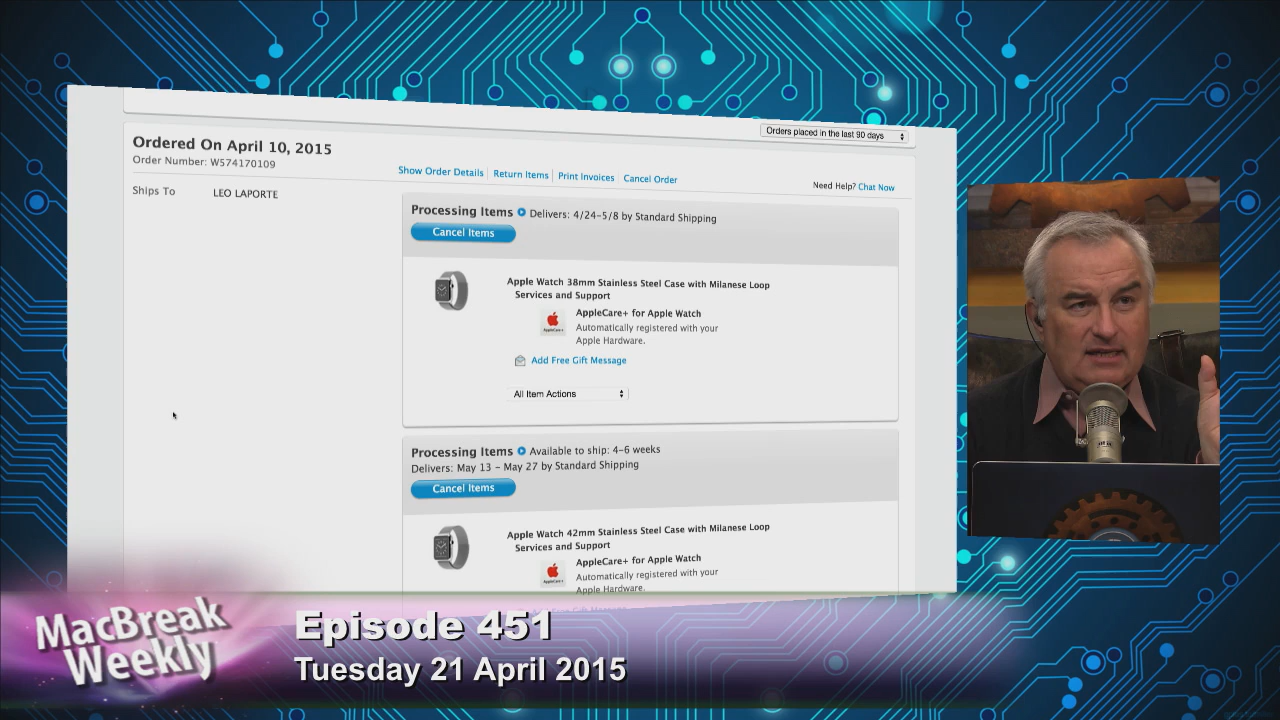 Orders placed in the last 90 days
Ordered On April 10, 2015
Order Number: W574170109
Show Order Details | Return Items | Print Invoices | Cancel Order
Need Help? Chat Now
Ships To
LEO LAPORTE
Processing Items Delivers: 4/24-5/8 by Standard Shipping
Cancel Items
Apple Watch 38mm Stainless Steel Case with Milanese Loop
Services and Support
AppleCare+ for Apple Watch
Automatically registered with your
Apple Hardware.
Add Free Gift Message
All Item Actions
Processing Items Available to ship: 4-6 weeks
Delivers: May 13 - May 27 by Standard Shipping
Cancel Items
Apple Watch 42mm Stainless Steel Case with Milanese Loop
Services and Support
AppleCare+ for Apple Watch
Automatically registered with your
Apple Hardware.
MacBreak
Weekly
Episode 451
Tuesday 21 April 2015